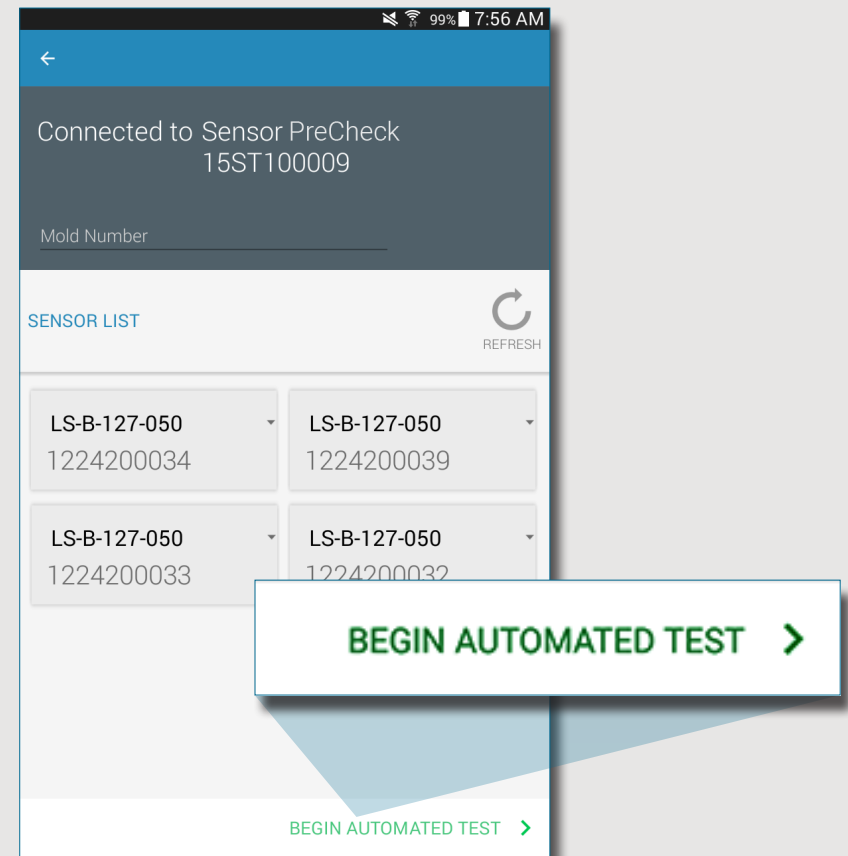 99% 7:56 AM
Connected to Sensor PreCheck
15ST100009
Mold Number
SENSOR LIST
REFRESH
LS-B-127-050
1224200034
LS-B-127-050
1224200039
LS-B-127-050
1224200033
LS-B-127-050
1224200032
BEGIN AUTOMATED TEST
BEGIN AUTOMATED TEST